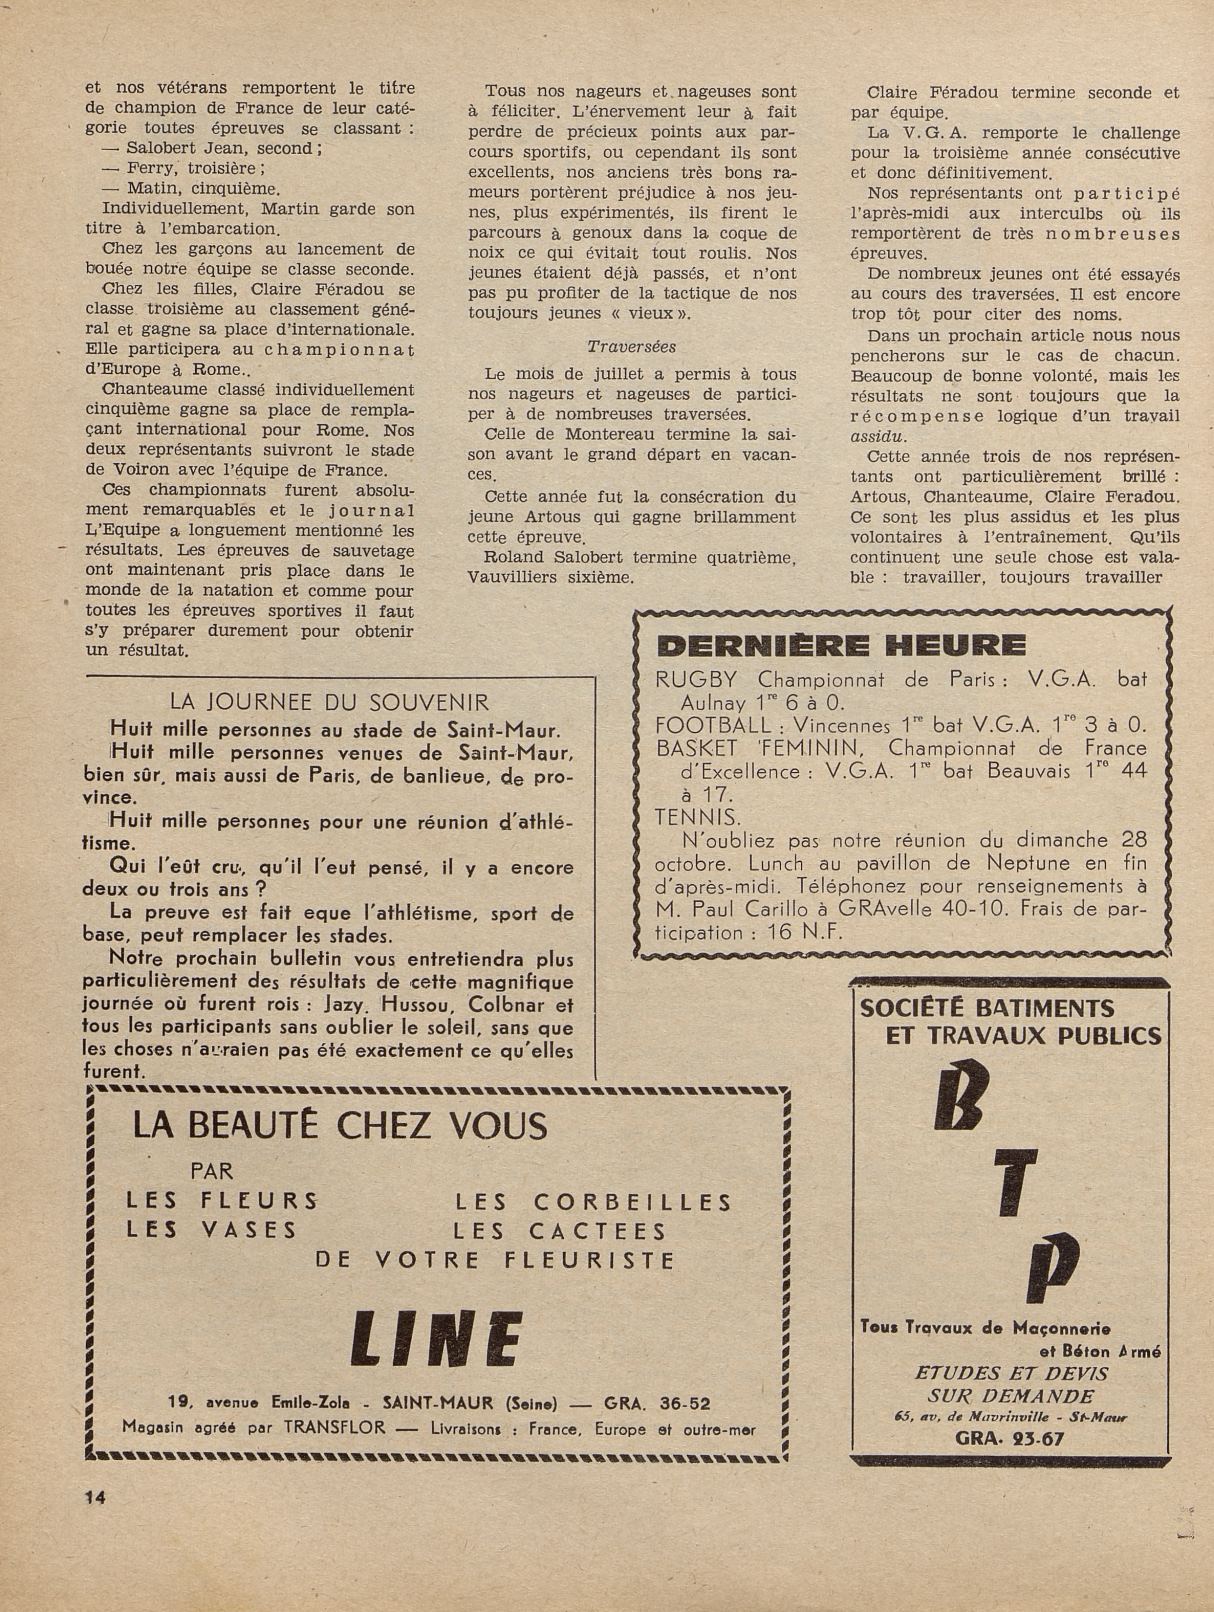 et nos vétérans remportent le titre
de champion de France de leur caté-
gorie toutes épreuves se classant :
— Salobert Jean, second ;
— Ferry, troisième ;
— Matin, cinquième.
Individuellement, Martin garde son
titre à l'embarcation.
Chez les garçons au lancement de
bouée notre équipe se classe seconde.
Chez les filles, Claire Féradou se
classe troisième au classement géné-
ral et gagne sa place d'internationale.
Elle participera au championnat
d'Europe à Rome..
Chanteaume classé individuellement
cinquième gagne sa place de rempla-
çant international pour Rome. Nos
deux représentants suivront le stade
de Voiron avec l'équipe de France.
Ces championnats furent absolu-
ment remarquables et le journal
L'Equipe a longuement mentionné les
résultats. Les épreuves de sauvetage
ont maintenant pris place dans le
monde de la natation et comme pour
toutes les épreuves sportives il faut
s'y préparer durement pour obtenir
un résultat.
Tous nos nageurs et nageuses sont
à féliciter. L'énervement leur à fait
perdre de précieux points aux par-
cours sportifs, ou cependant ils sont
excellents, nos anciens très bons ra-
meurs portèrent préjudice à nos jeu-
nes, plus expérimentés, ils firent le
parcours à genoux dans la coque de
noix ce qui évitait tout roulis. Nos
jeunes étaient déjà passés, et n'ont
pas pu profiter de la tactique de nos
toujours jeunes « vieux ».
Traversées
Le mois de juillet a permis à tous
nos nageurs et nageuses de partici-
per à de nombreuses traversées.
Celle de Montereau termine la sai-
son avant le grand départ en vacan-
ces.
Cette année fut la consécration du
jeune Artous qui gagne brillamment
cette épreuve.
Roland Salobert termine quatrième,
Vauvilliers sixième.
Claire Féradou termine seconde et
par équipe.
La V.G.A. remporte le challenge
pour la troisième année consécutive
et donc définitivement.
Nos représentants ont participé
l'après-midi aux interculbs où ils
remportèrent de très nombreuses
épreuves.
De nombreux jeunes ont été essayés
au cours des traversées. Il est encore
trop tôt pour citer des noms.
Dans un prochain article nous nous
pencherons sur le cas de chacun.
Beaucoup de bonne volonté, mais les
résultats ne sont toujours que la
récompense logique d'un travail
assidu.
Cette année trois de nos représen-
tants ont particulièrement brillé :
Artous, Chanteaume, Claire Feradou.
Ce sont les plus assidus et les plus
volontaires à l'entraînement. Qu'ils
continuent une seule chose est vala-
ble : travailler, toujours travailler
LA JOURNEE DU SOUVENIR
Huit mille personnes au stade de Saint-Maur.
Huit mille personnes venues de Saint-Maur,
bien sûr, mais aussi de Paris, de banlieue, de pro-
vince.
Huit mille personnes pour une réunion d'athlé-
tisme.
Qui l'eût cru, qu'il l'eut pensé, il y a encore
deux ou trois ans ?
La preuve est fait eque l'athlétisme, sport de
base, peut remplacer les stades.
Notre prochain bulletin vous entretiendra plus
particulièrement des résultats de cette magnifique
journée où furent rois : Jazy, Hussou, Colbnar et
tous les participants sans oublier le soleil, sans que
les choses n'auraien pas été exactement ce qu'elles
furent.
DERNIÈRE HEURE
RUGBY Championnat de Paris : V.G.A. bat
Aulnay 1re 6 à 0.
FOOTBALL : Vincennes 1re bat V.G.A. 1re 3 à 0.
BASKET FEMININ, Championnat de France
d'Excellence : V.G.A. 1re bat Beauvais 1re 44
à 17.
TENNIS.
N'oubliez pas notre réunion du dimanche 28
octobre. Lunch au pavillon de Neptune en fin
d'après-midi. Téléphonez pour renseignements à
M. Paul Carillo à GRAvelle 40-10. Frais de par-
ticipation : 16 N.F.
LA BEAUTÉ CHEZ VOUS
PAR
LES FLEURS LES CORBEILLES
LES VASES LES CACTEES
DE VOTRE FLEURISTE
LINE
19, avenue Emile-Zola - SAINT-MAUR (Seine) — GRA. 36-52
Magasin agréé par TRANSFLOR — Livraisons : France, Europe et outre-mer
SOCIÉTÉ BATIMENTS
ET TRAVAUX PUBLICS
B
T
P
Tous Travaux de Maçonnerie
et Béton Armé
ETUDES ET DEVIS
SUR DEMANDE
65, av. de Mavrinville - St-Maur
GRA. 23-67
14